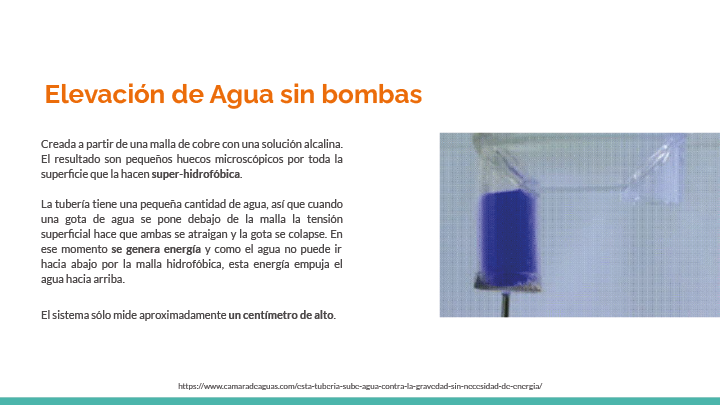 Elevación de Agua sin bombas
Creada a partir de una malla de cobre con una solución alcalina.
El resultado son pequeños huecos microscópicos por toda la
superficie que la hacen super-hidrofóbica.
La tubería tiene una pequeña cantidad de agua, así que cuando
una gota de agua se pone debajo de la malla la tensión
superficial hace que ambas se atraigan y la gota se colapse. En
ese momento se genera energía y como el agua no puede ir
hacia abajo por la malla hidrofóbica, esta energía empuja el
agua hacia arriba.
El sistema sólo mide aproximadamente un centímetro de alto.
https://www.camaradeaguas.com/esta-tuberia-sube-agua-contra-la-gravedad-sin-necesidad-de-energia/